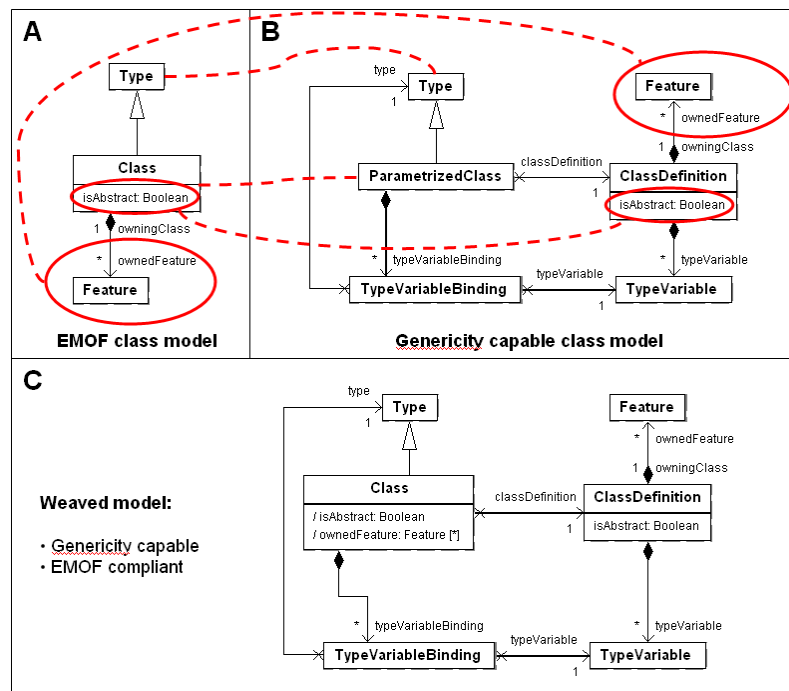 A
Type
Class
isAbstract: Boolean
1 owningClass
* ownedFeature
Feature
EMOF class model
B
type
1
Type
Feature
* ownedFeature
1 owningClass
ParametrizedClass
classDefinition
1
ClassDefinition
isAbstract: Boolean
* typeVariableBinding
* typeVariable
TypeVariableBinding
typeVariable
1
TypeVariable
Genericity capable class model
C
type
1
Type
Feature
* ownedFeature
1 owningClass
Class
/ isAbstract: Boolean
/ ownedFeature: Feature [*]
classDefinition
1
ClassDefinition
isAbstract: Boolean
Weaved model:
• Genericity capable
• EMOF compliant
* typeVariableBinding
* typeVariable
TypeVariableBinding
typeVariable
1
TypeVariable